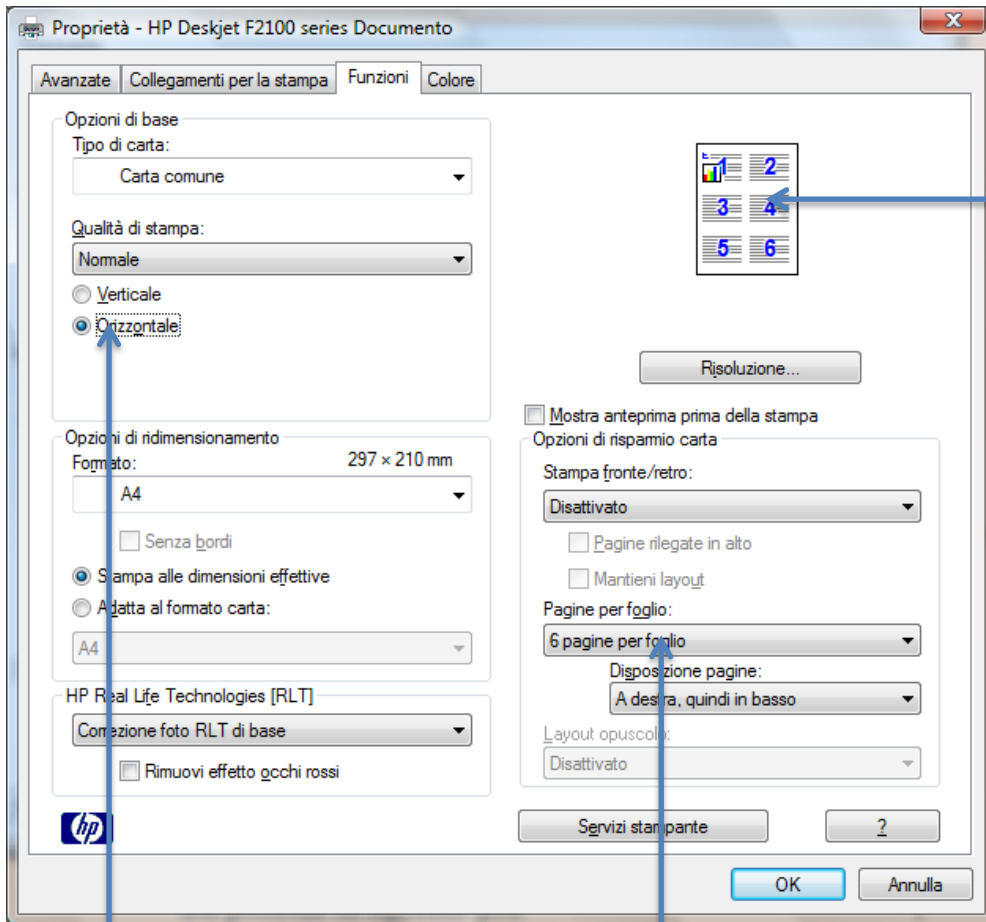 Proprietà - HP Deskjet F2100 series Documento
Avanzate Collegamenti per la stampa Funzioni Colore
Opzioni di base
Tipo di carta:
Carta comune
Qualità di stampa:
Normale
Verticale
Orizzontale
1 2
3 4
5 6
Risoluzione...
Mostra anteprima prima della stampa
Opzioni di ridimensionamento
Formato: 297 × 210 mm
A4
Senza bordi
Stampa alle dimensioni effettive
Adatta al formato carta:
A4
HP Real Life Technologies [RLT]
Correzione foto RLT di base
Rimuovi effetto occhi rossi
hp
Opzioni di risparmio carta
Stampa fronte/retro:
Disattivato
Pagine rilegate in alto
Mantieni layout
Pagine per foglio:
6 pagine per foglio
Disposizione pagine:
A destra, quindi in basso
Layout opuscolo:
Disattivato
Servizi stampante ?
OK Annulla